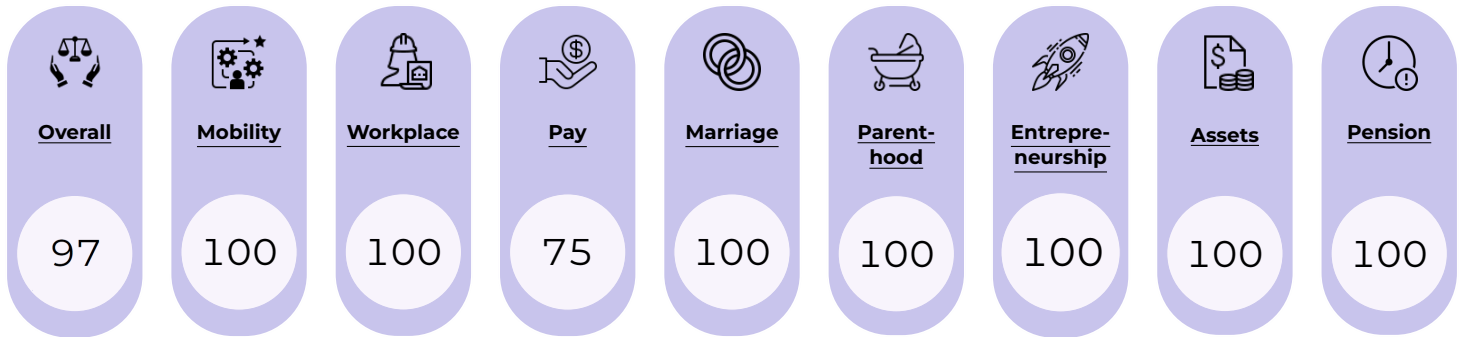 Overall
Mobility
Workplace
Pay
Marriage
Parent-
hood
Entrepre-
neurship
Assets
Pension
97
100
100
75
100
100
100
100
100